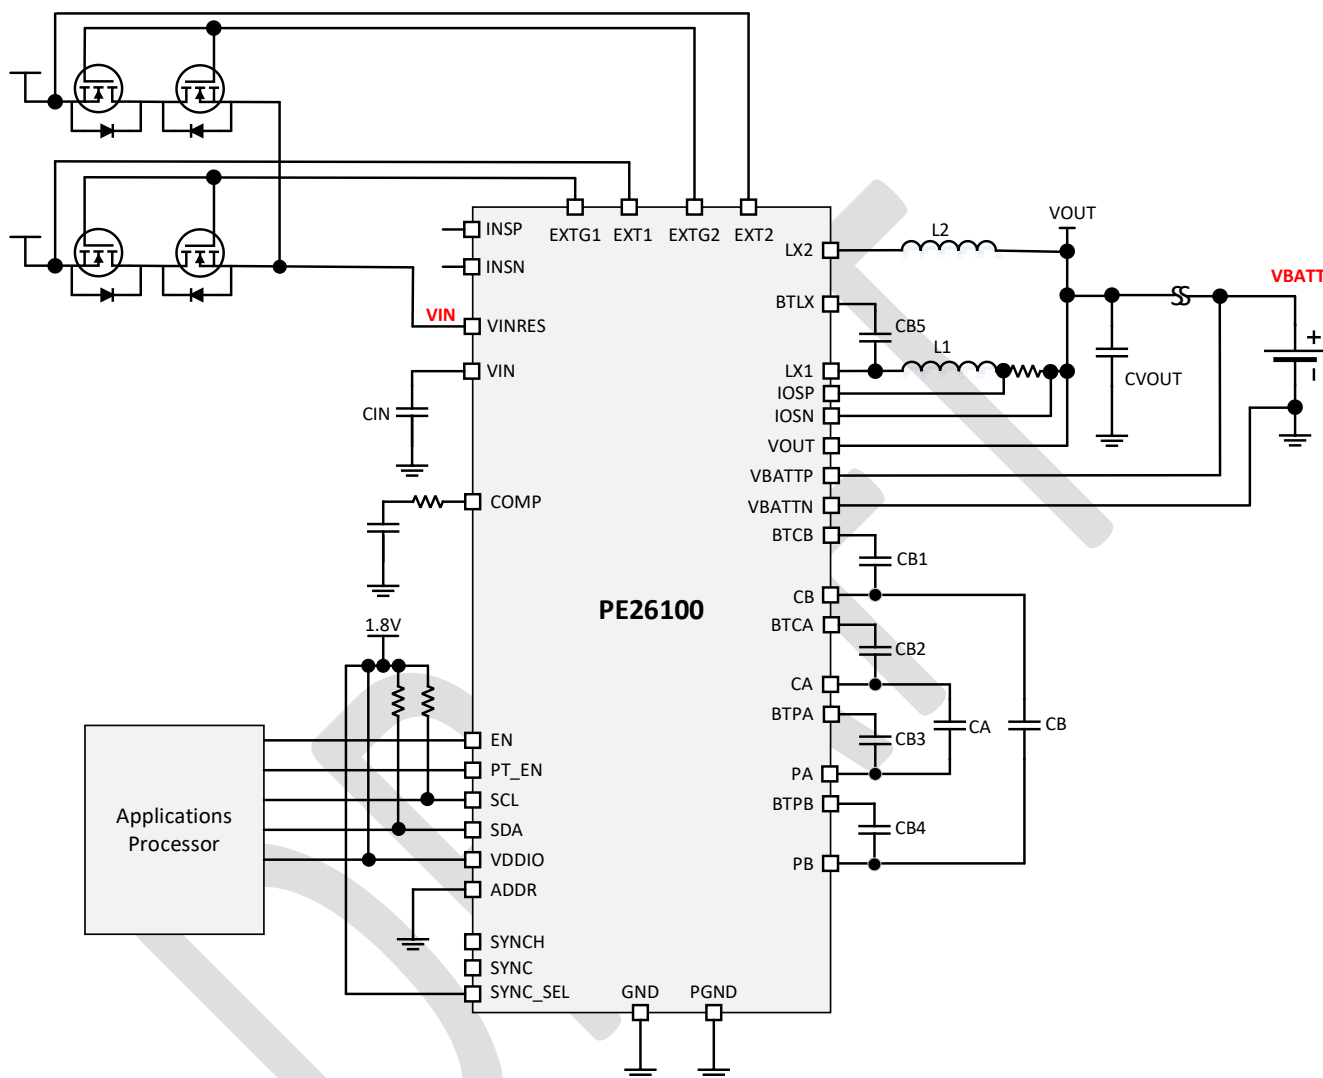 EXTG1 EXT1 EXTG2 EXT2
INSP
INSN
VIN
VINRES
VIN
CIN
COMP
1.8V
Applications
Processor
EN
PT_EN
SCL
SDA
VDDIO
ADDR
SYNCH
SYNC
SYNC_SEL
GND PGND
PE26100
LX2
BTLX
LX1
IOSP
IOSN
VOUT
VBATTP
VBATTN
BTCB
CB
BTCA
CA
BTPA
PA
BTPB
PB
L2
VOUT
VBATT
CB5
L1
CVOUT
+
-
CB1
CB2
CB3
CA
CB
CB4